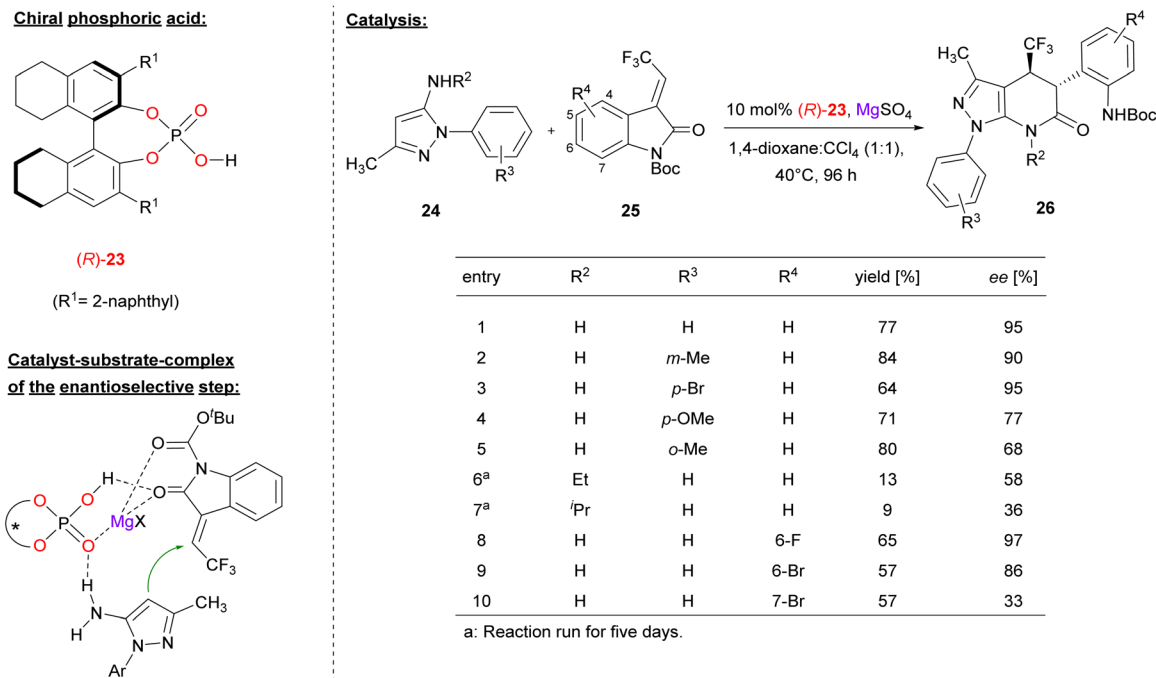 Chiral phosphoric acid:
R¹
O
O
P
O
O
H
R¹
(R)-23
(R¹= 2-naphthyl)
Catalyst-substrate-complex
of the enantioselective step:
OᵗBu
O
N
H
O
O
O
P
MgX
*
O
O
CF₃
H
N
H
CH₃
N
N
Ar
Catalysis:
NHR²
N
N
H₃C
R³
24
+
F₃C
R⁴
4
5
6
7
O
N
Boc
25
10 mol% (R)-23, MgSO₄
1,4-dioxane:CCl₄ (1:1),
40°C, 96 h
R⁴
CF₃
H₃C
N
N
N
R²
O
NHBoc
R³
26
entry R² R³ R⁴ yield [%] ee [%]
1 H H H 77 95
2 H m-Me H 84 90
3 H p-Br H 64 95
4 H p-OMe H 71 77
5 H o-Me H 80 68
6ᵃ Et H H 13 58
7ᵃ ⁱPr H H 9 36
8 H H 6-F 65 97
9 H H 6-Br 57 86
10 H H 7-Br 57 33
a: Reaction run for five days.